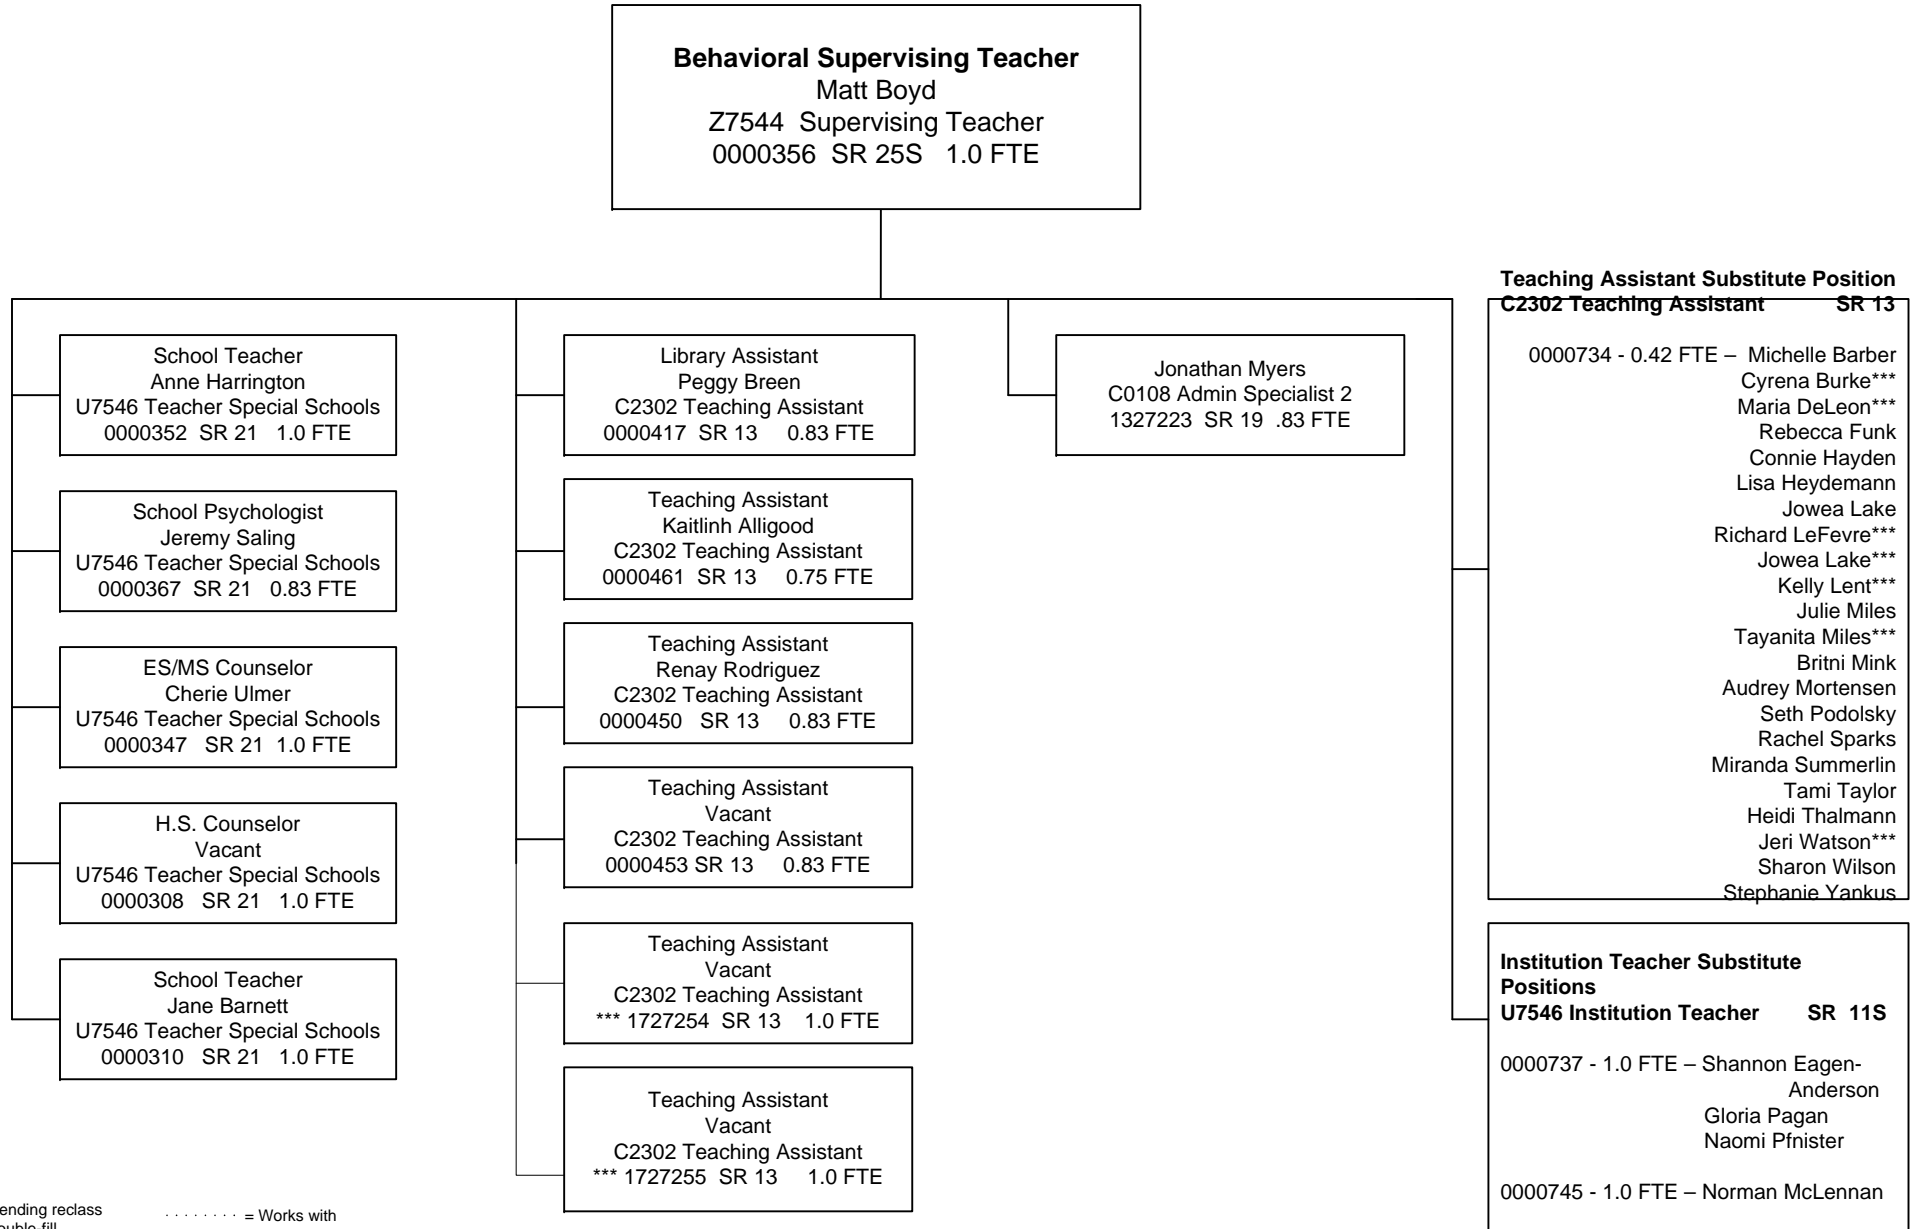 Behavioral Supervising Teacher
Matt Boyd
Z7544 Supervising Teacher
0000356 SR 25S 1.0 FTE
School Teacher
Anne Harrington
U7546 Teacher Special Schools
0000352 SR 21 1.0 FTE
School Psychologist
Jeremy Saling
U7546 Teacher Special Schools
0000367 SR 21 0.83 FTE
ES/MS Counselor
Cherie Ulmer
U7546 Teacher Special Schools
0000347 SR 21 1.0 FTE
H.S. Counselor
Vacant
U7546 Teacher Special Schools
0000308 SR 21 1.0 FTE
School Teacher
Jane Barnett
U7546 Teacher Special Schools
0000310 SR 21 1.0 FTE
Library Assistant
Peggy Breen
C2302 Teaching Assistant
0000417 SR 13 0.83 FTE
Teaching Assistant
Kaitlinh Alligood
C2302 Teaching Assistant
0000461 SR 13 0.75 FTE
Teaching Assistant
Renay Rodriguez
C2302 Teaching Assistant
0000450 SR 13 0.83 FTE
Teaching Assistant
Vacant
C2302 Teaching Assistant
0000453 SR 13 0.83 FTE
Teaching Assistant
Vacant
C2302 Teaching Assistant
*** 1727254 SR 13 1.0 FTE
Teaching Assistant
Vacant
C2302 Teaching Assistant
*** 1727255 SR 13 1.0 FTE
Jonathan Myers
C0108 Admin Specialist 2
1327223 SR 19 .83 FTE
Teaching Assistant Substitute Position
C2302 Teaching Assistant SR 13
0000734 - 0.42 FTE – Michelle Barber
Cyrena Burke***
Maria DeLeon***
Rebecca Funk
Connie Hayden
Lisa Heydemann
Jowea Lake
Richard LeFevre***
Jowea Lake***
Kelly Lent***
Julie Miles
Tayanita Miles***
Britni Mink
Audrey Mortensen
Seth Podolsky
Rachel Sparks
Miranda Summerlin
Tami Taylor
Heidi Thalmann
Jeri Watson***
Sharon Wilson
Stephanie Yankus
Institution Teacher Substitute
Positions
U7546 Institution Teacher SR 11S
0000737 - 1.0 FTE – Shannon Eagen-
Anderson
Gloria Pagan
Naomi Pfnister
0000745 - 1.0 FTE – Norman McLennan
ending reclass
ouble-fill
········ = Works with